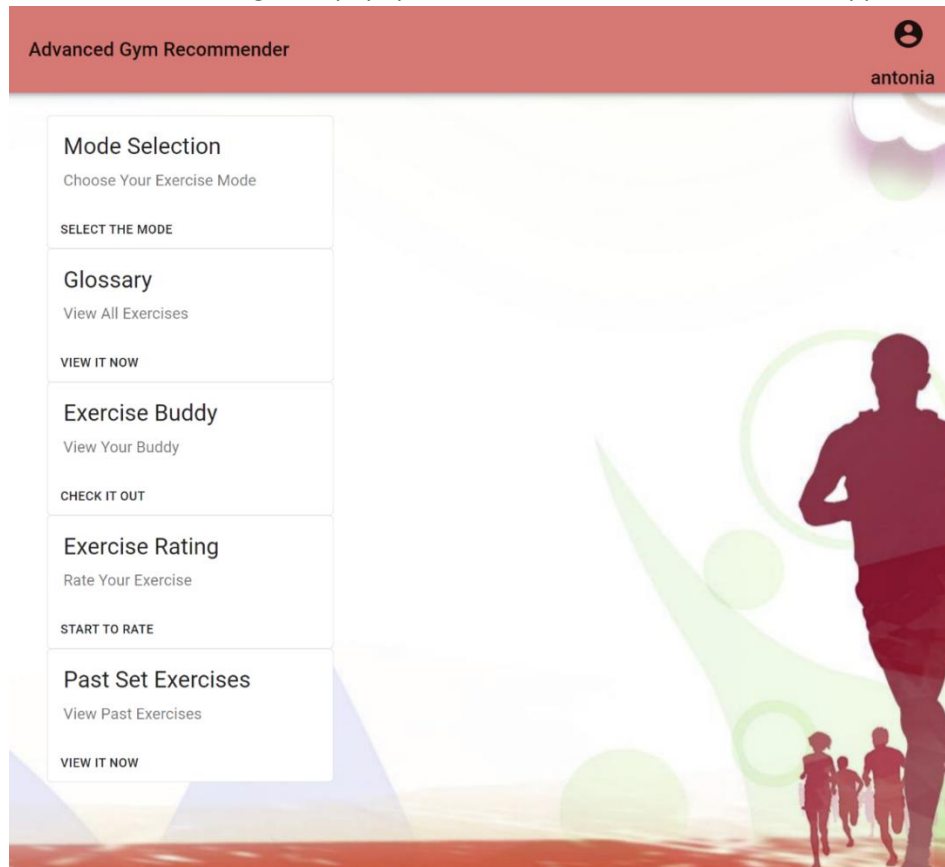 Advanced Gym Recommender
antonia
Mode Selection
Choose Your Exercise Mode
SELECT THE MODE
Glossary
View All Exercises
VIEW IT NOW
Exercise Buddy
View Your Buddy
CHECK IT OUT
Exercise Rating
Rate Your Exercise
START TO RATE
Past Set Exercises
View Past Exercises
VIEW IT NOW